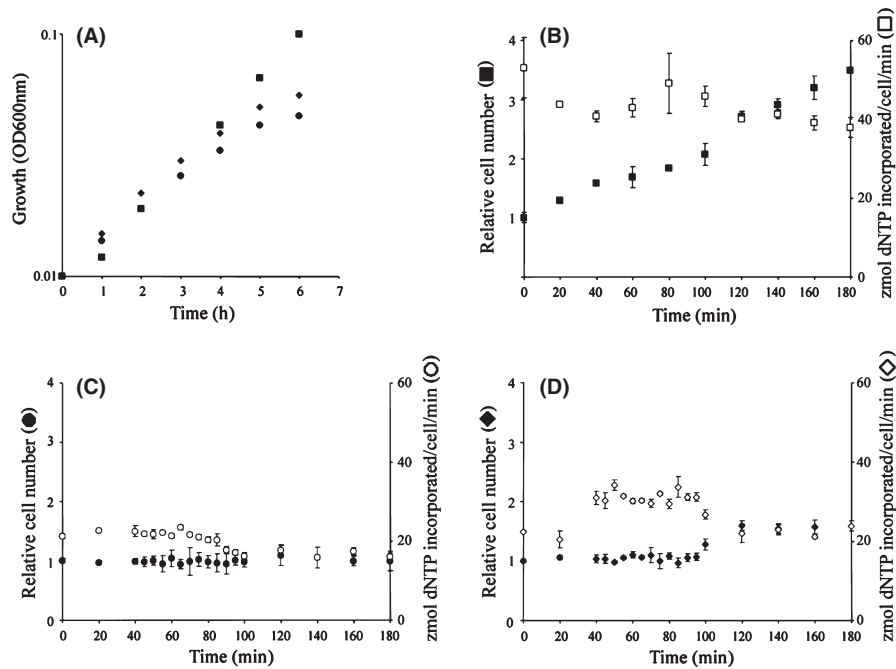 (A)
Growth (OD600nm)
0.1
0.01
0 1 2 3 4 5 6 7
Time (h)
(B)
Relative cell number (■)
4
3
2
1
zmol dNTP incorporated/cell/min (□)
60
40
20
0
0 20 40 60 80 100 120 140 160 180
Time (min)
(C)
Relative cell number (●)
4
3
2
1
0
zmol dNTP incorporated/cell/min (○)
60
40
20
0
0 20 40 60 80 100 120 140 160 180
Time (min)
(D)
Relative cell number (◆)
4
3
2
1
0
zmol dNTP incorporated/cell/min (◇)
60
40
20
0
0 20 40 60 80 100 120 140 160 180
Time (min)